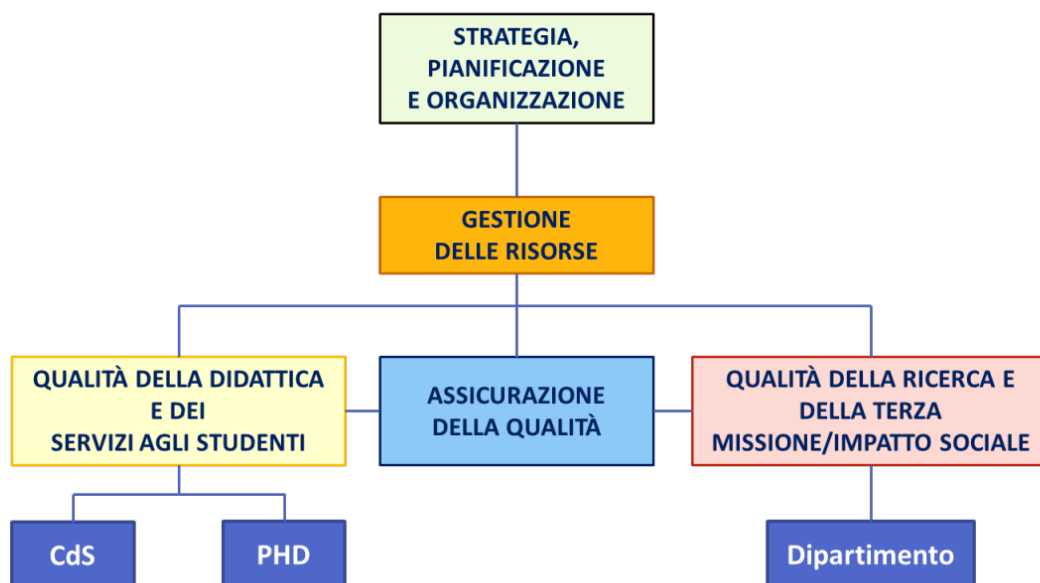 STRATEGIA,
PIANIFICAZIONE
E ORGANIZZAZIONE
GESTIONE
DELLE RISORSE
QUALITÀ DELLA DIDATTICA
E DEI
SERVIZI AGLI STUDENTI
ASSICURAZIONE
DELLA QUALITÀ
QUALITÀ DELLA RICERCA E
DELLA TERZA
MISSIONE/IMPATTO SOCIALE
CdS
PHD
Dipartimento